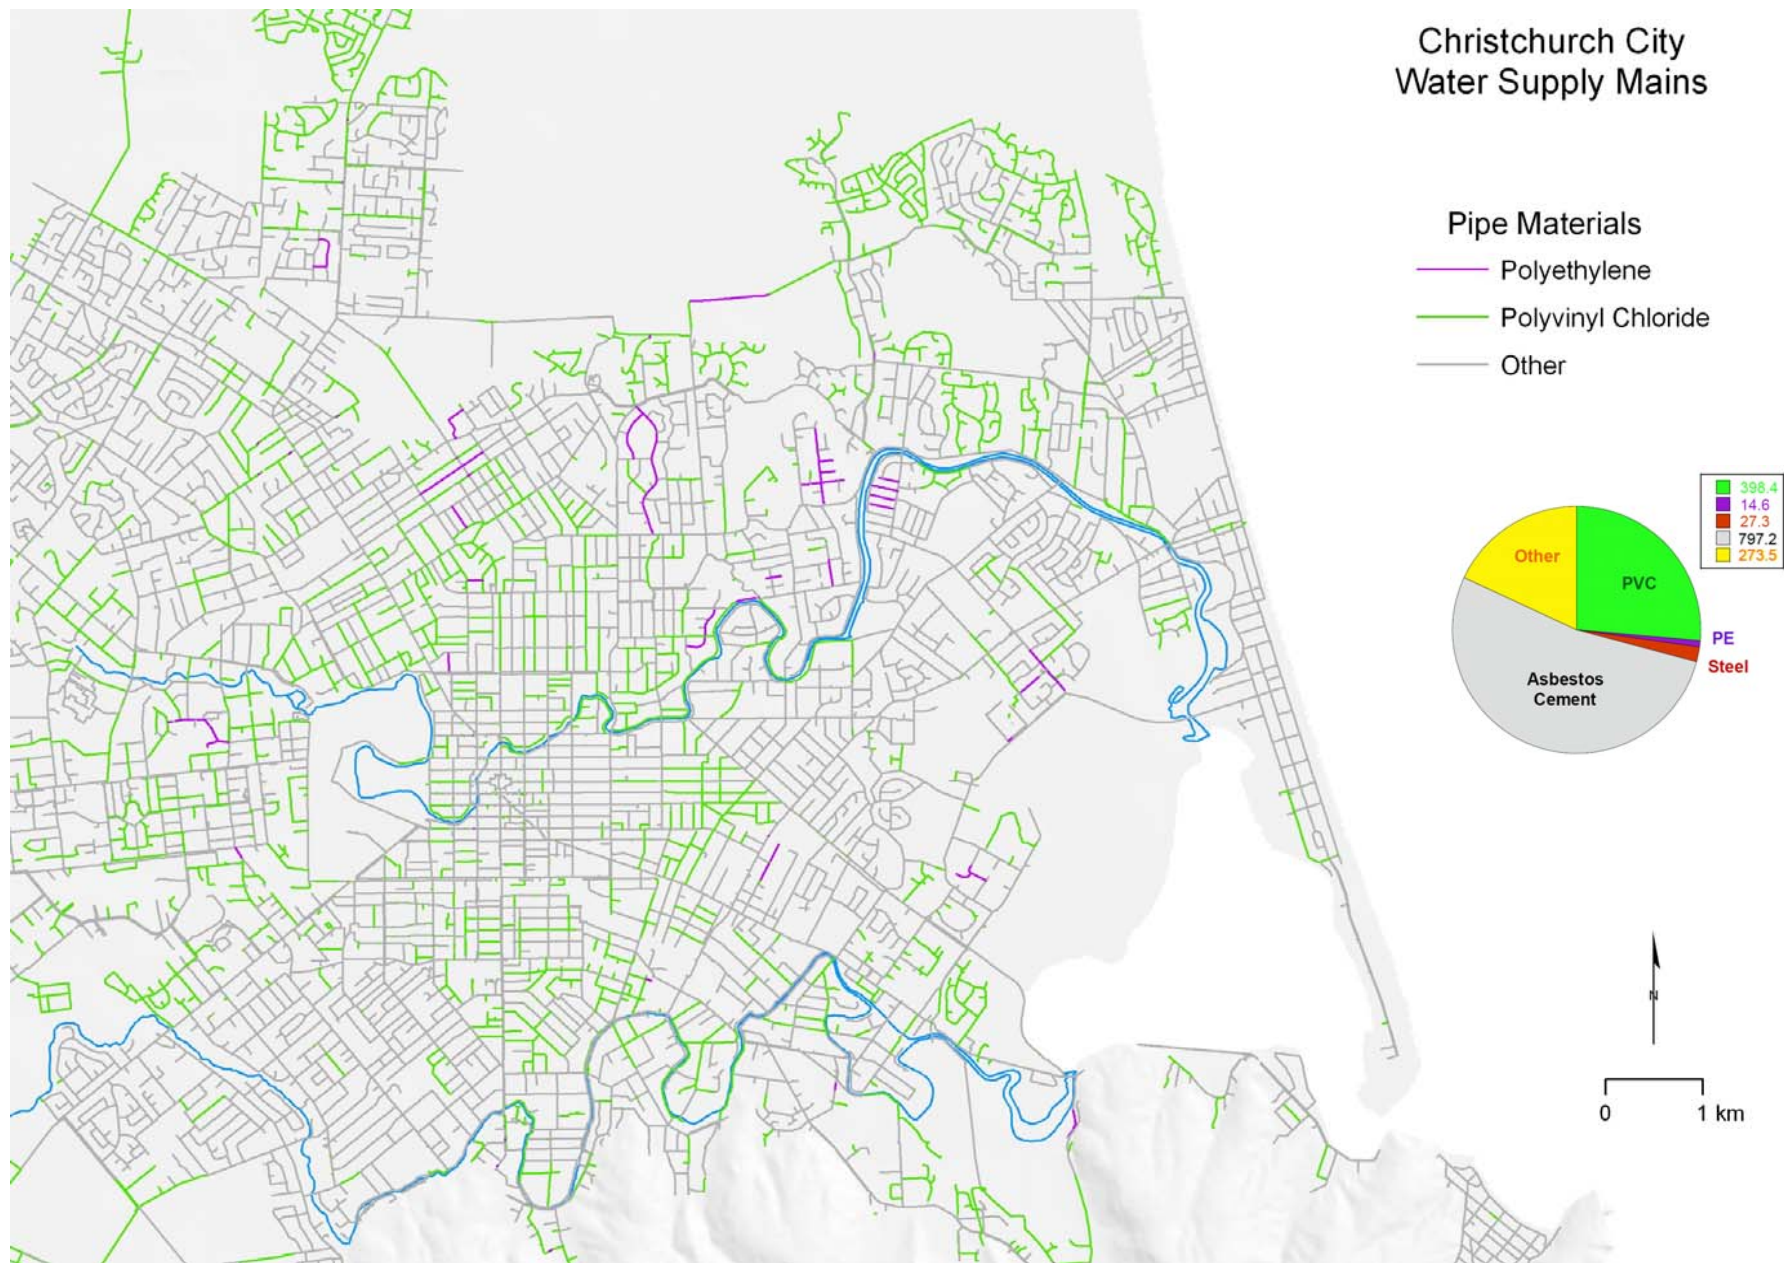 Christchurch City
Water Supply Mains
Pipe Materials
Polyethylene
Polyvinyl Chloride
Other
398.4
14.6
27.3
797.2
273.5
Other
PVC
PE
Steel
Asbestos
Cement
N
0 1 km